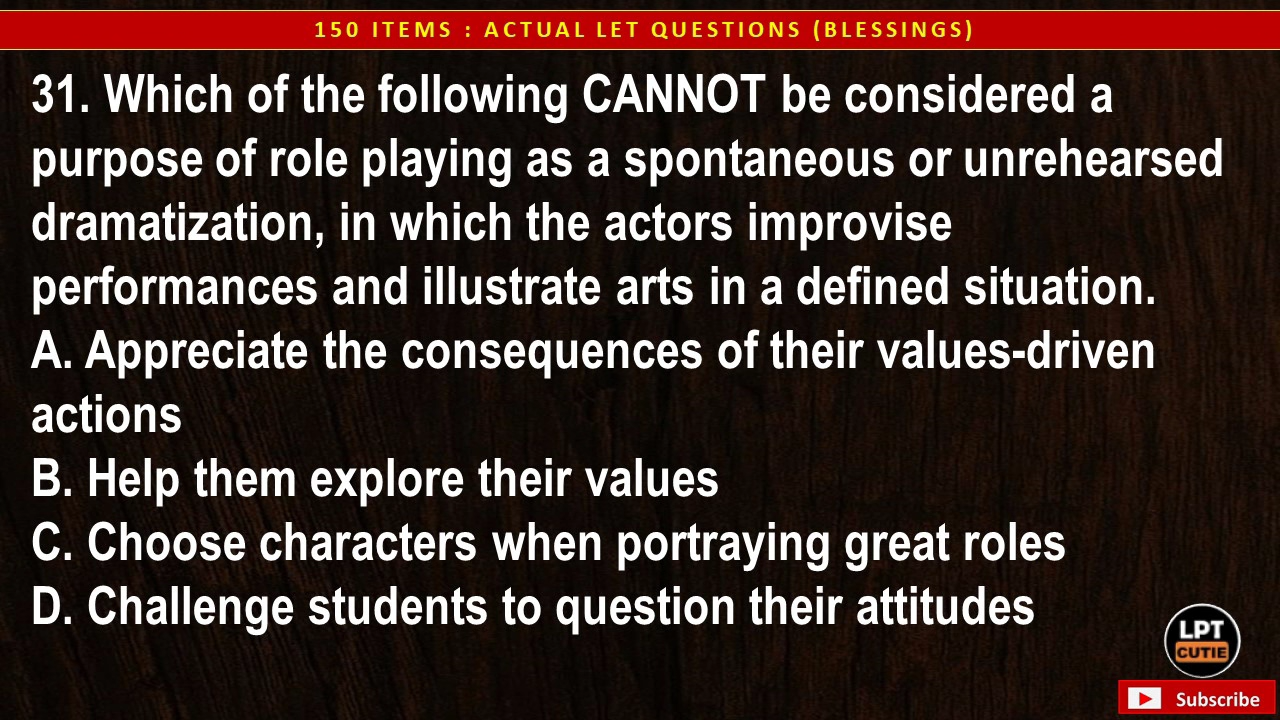 150 ITEMS : ACTUAL LET QUESTIONS (BLESSINGS)
31. Which of the following CANNOT be considered a
purpose of role playing as a spontaneous or unrehearsed
dramatization, in which the actors improvise
performances and illustrate arts in a defined situation.
A. Appreciate the consequences of their values-driven
actions
B. Help them explore their values
C. Choose characters when portraying great roles
D. Challenge students to question their attitudes
LPT
CUTIE
Subscribe